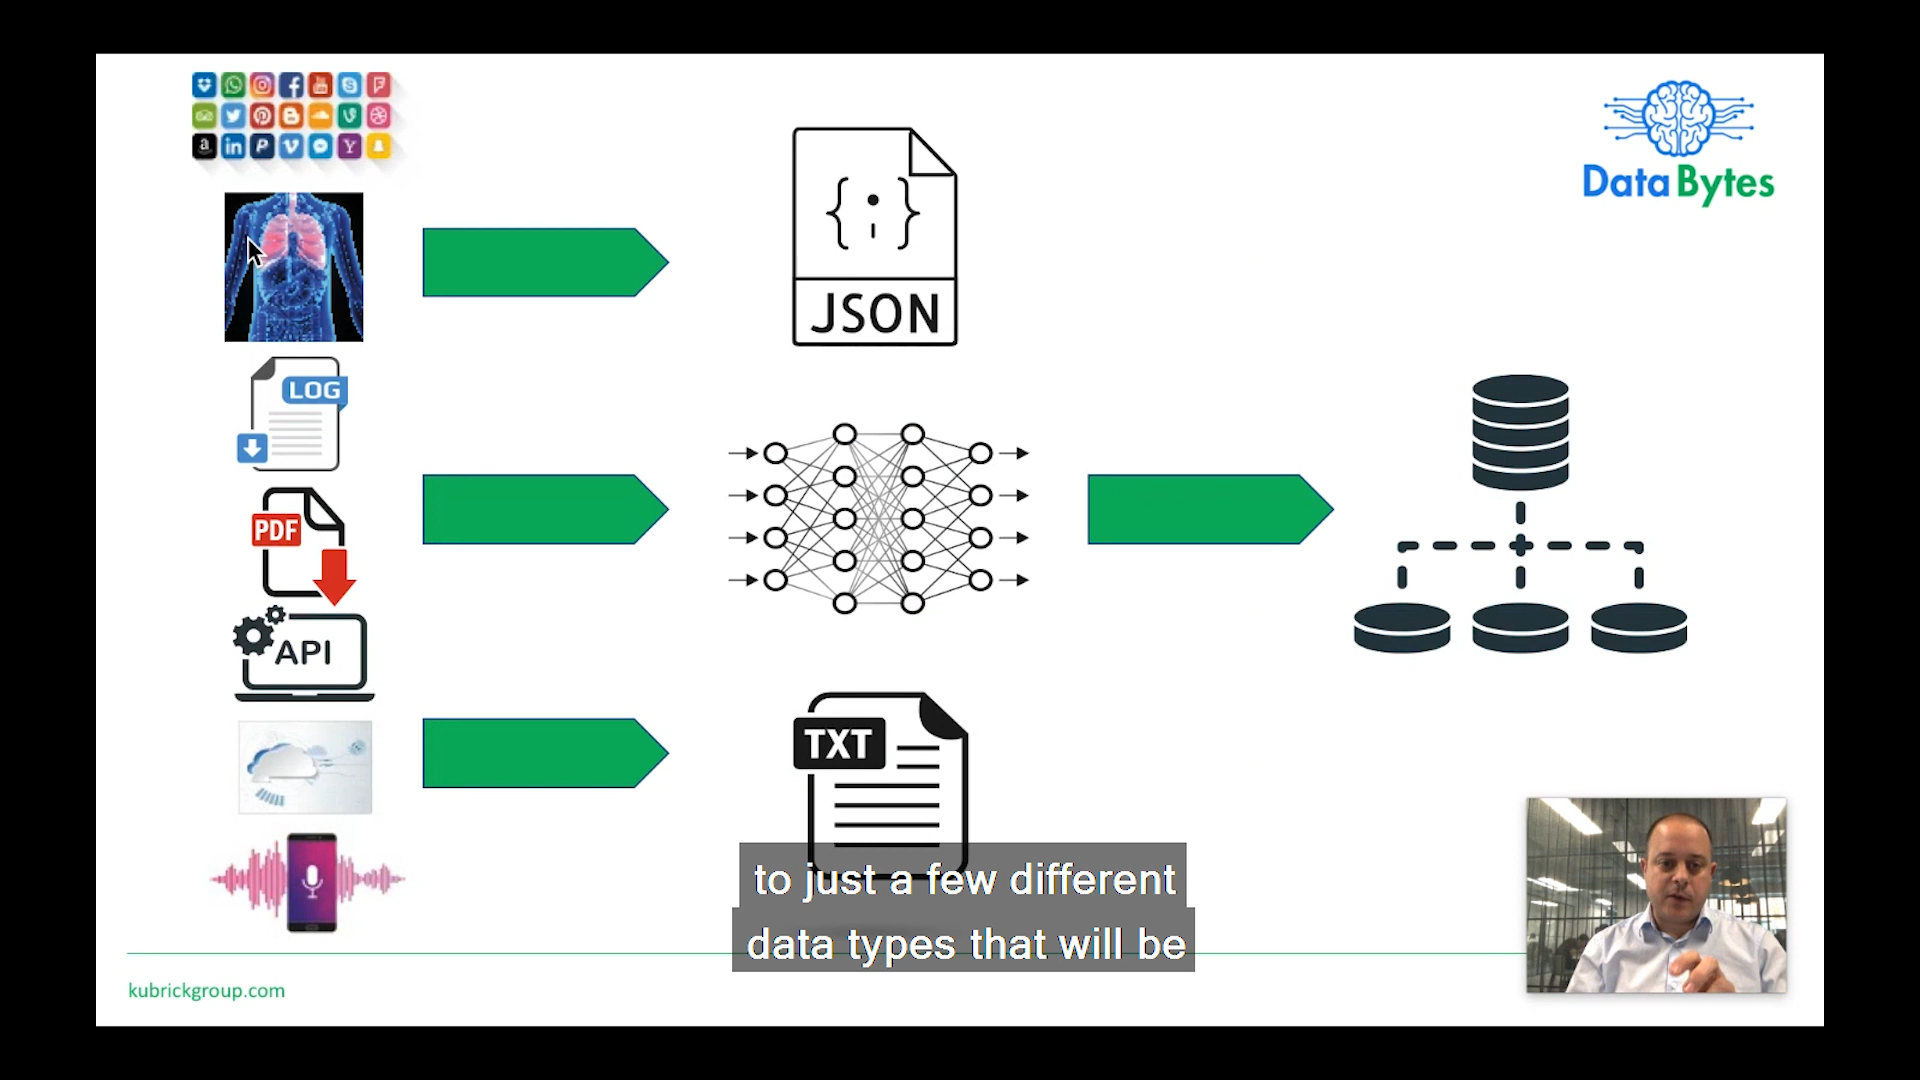 Data Bytes
{;}
JSON
LOG
PDF
API
TXT
to just a few different
data types that will be
kubrickgroup.com